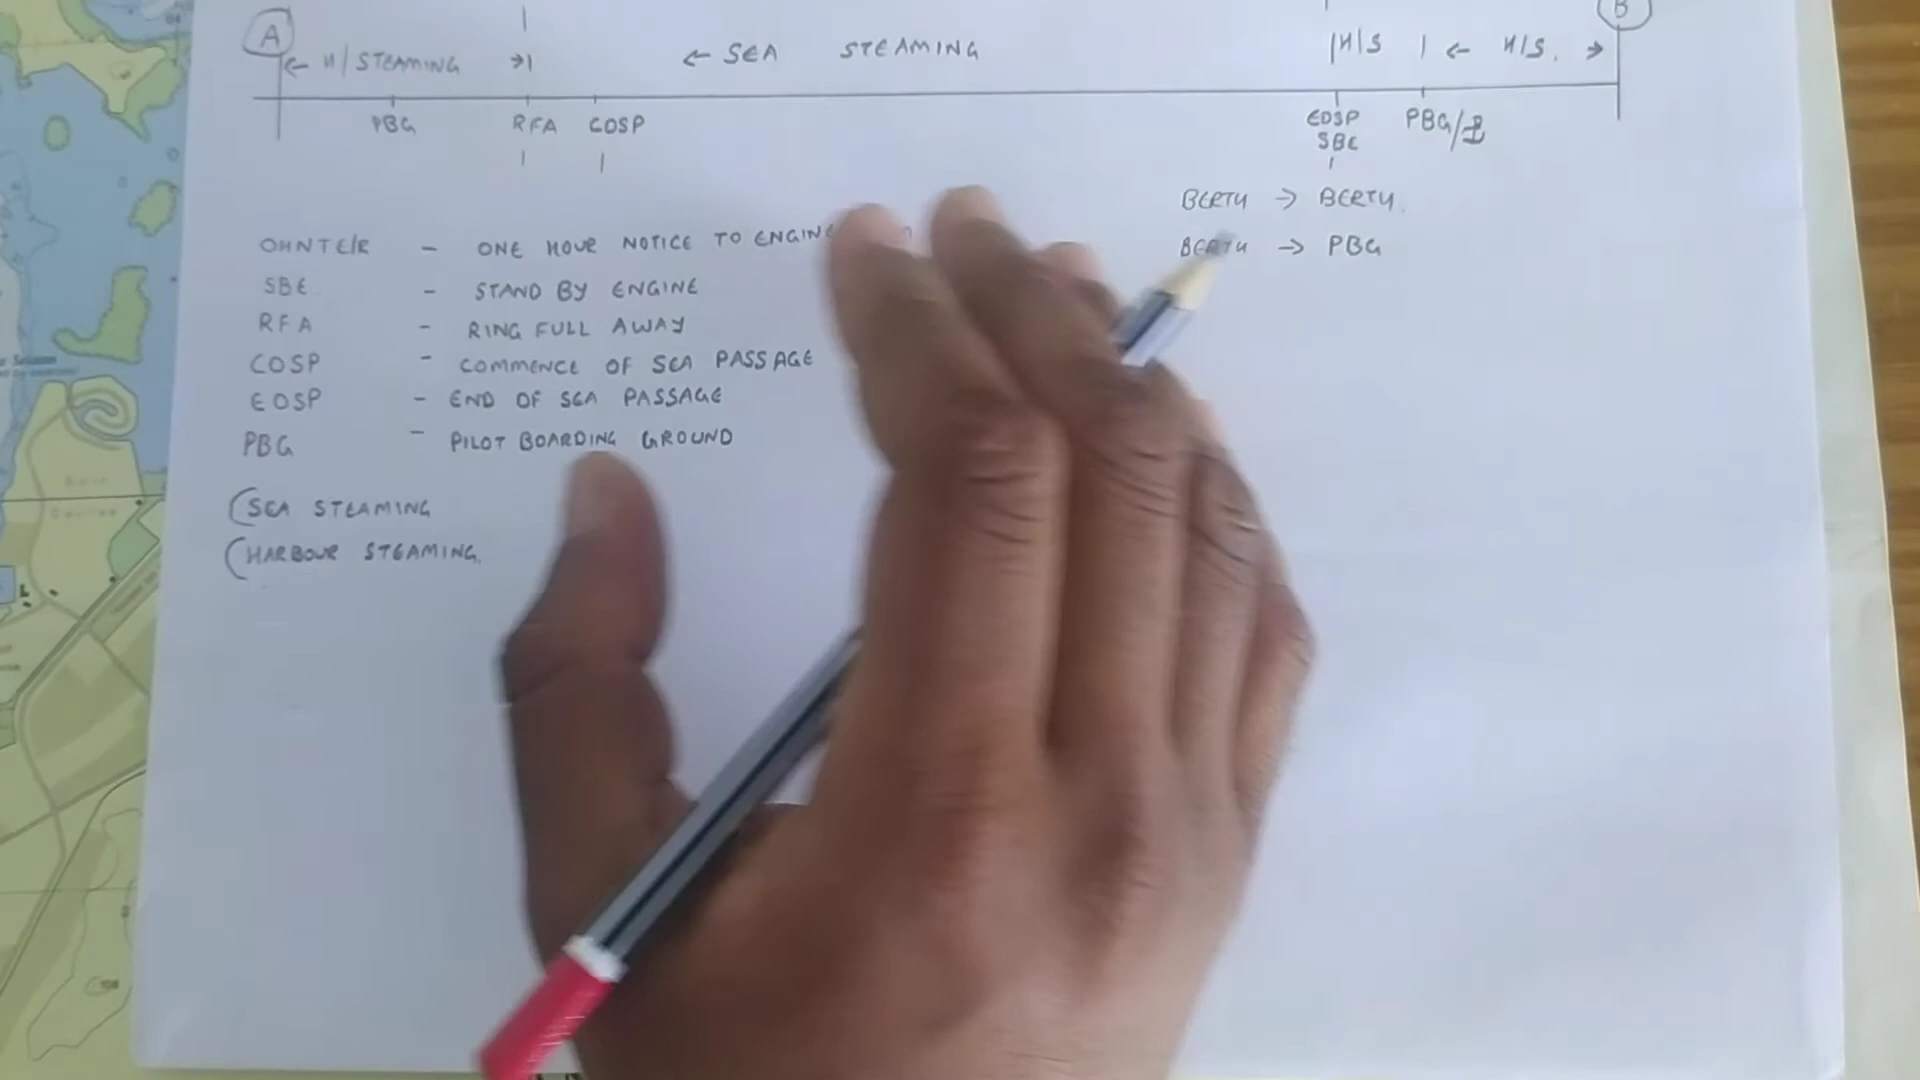 A B
← H/STEAMING → ← SEA STEAMING H/S ← H/S. →
PBG RFA COSP EOSP PBG/
SBE
BERTH → BERTH.
BERTH → PBG
OHNTE/R - ONE HOUR NOTICE TO ENGINE
SBE - STAND BY ENGINE
RFA - RING FULL AWAY
COSP - COMMENCE OF SEA PASSAGE
EOSP - END OF SEA PASSAGE
PBG - PILOT BOARDING GROUND
(SEA STEAMING
(HARBOUR STEAMING.